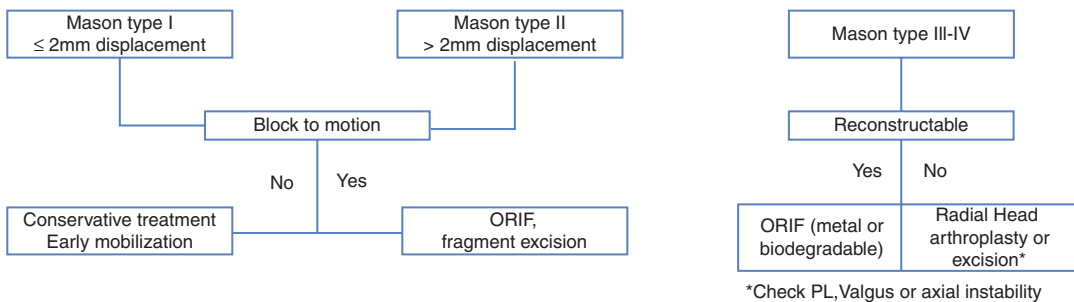 Mason type I
≤ 2mm displacement
Mason type II
> 2mm displacement
Block to motion
No
Yes
Conservative treatment
Early mobilization
ORIF,
fragment excision
Mason type III-IV
Reconstructable
Yes
No
ORIF (metal or
biodegradable)
Radial Head
arthroplasty or
excision*
*Check PL,Valgus or axial instability